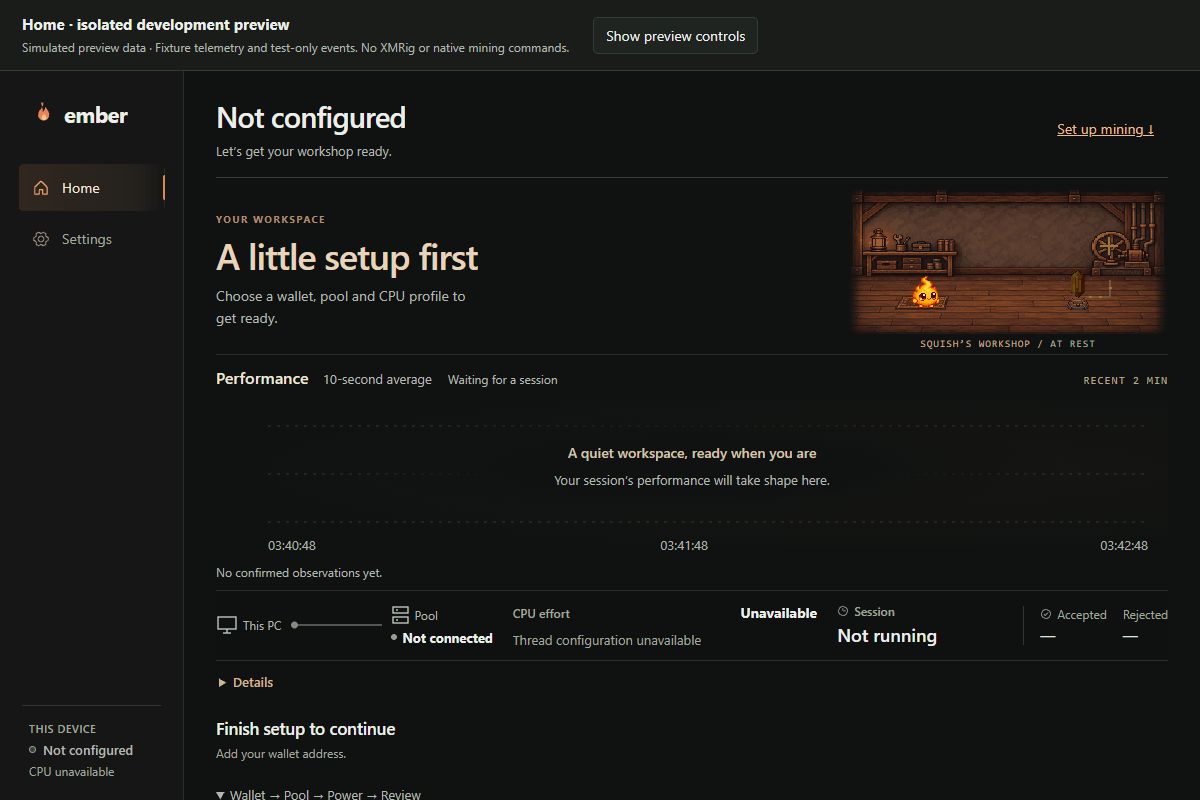 Home · isolated development preview
Simulated preview data · Fixture telemetry and test-only events. No XMRig or native mining commands.
Show preview controls
ember
Home
Settings
THIS DEVICE
Not configured
CPU unavailable
Not configured
Let's get your workshop ready.
Set up mining ↓
YOUR WORKSPACE
A little setup first
Choose a wallet, pool and CPU profile to
get ready.
SQUISH'S WORKSHOP / AT REST
Performance 10-second average Waiting for a session
RECENT 2 MIN
A quiet workspace, ready when you are
Your session's performance will take shape here.
03:40:48 03:41:48 03:42:48
No confirmed observations yet.
This PC
Pool
Not connected
CPU effort
Unavailable
Thread configuration unavailable
Session
Not running
Accepted
—
Rejected
—
▶ Details
Finish setup to continue
Add your wallet address.
▼ Wallet → Pool → Power → Review